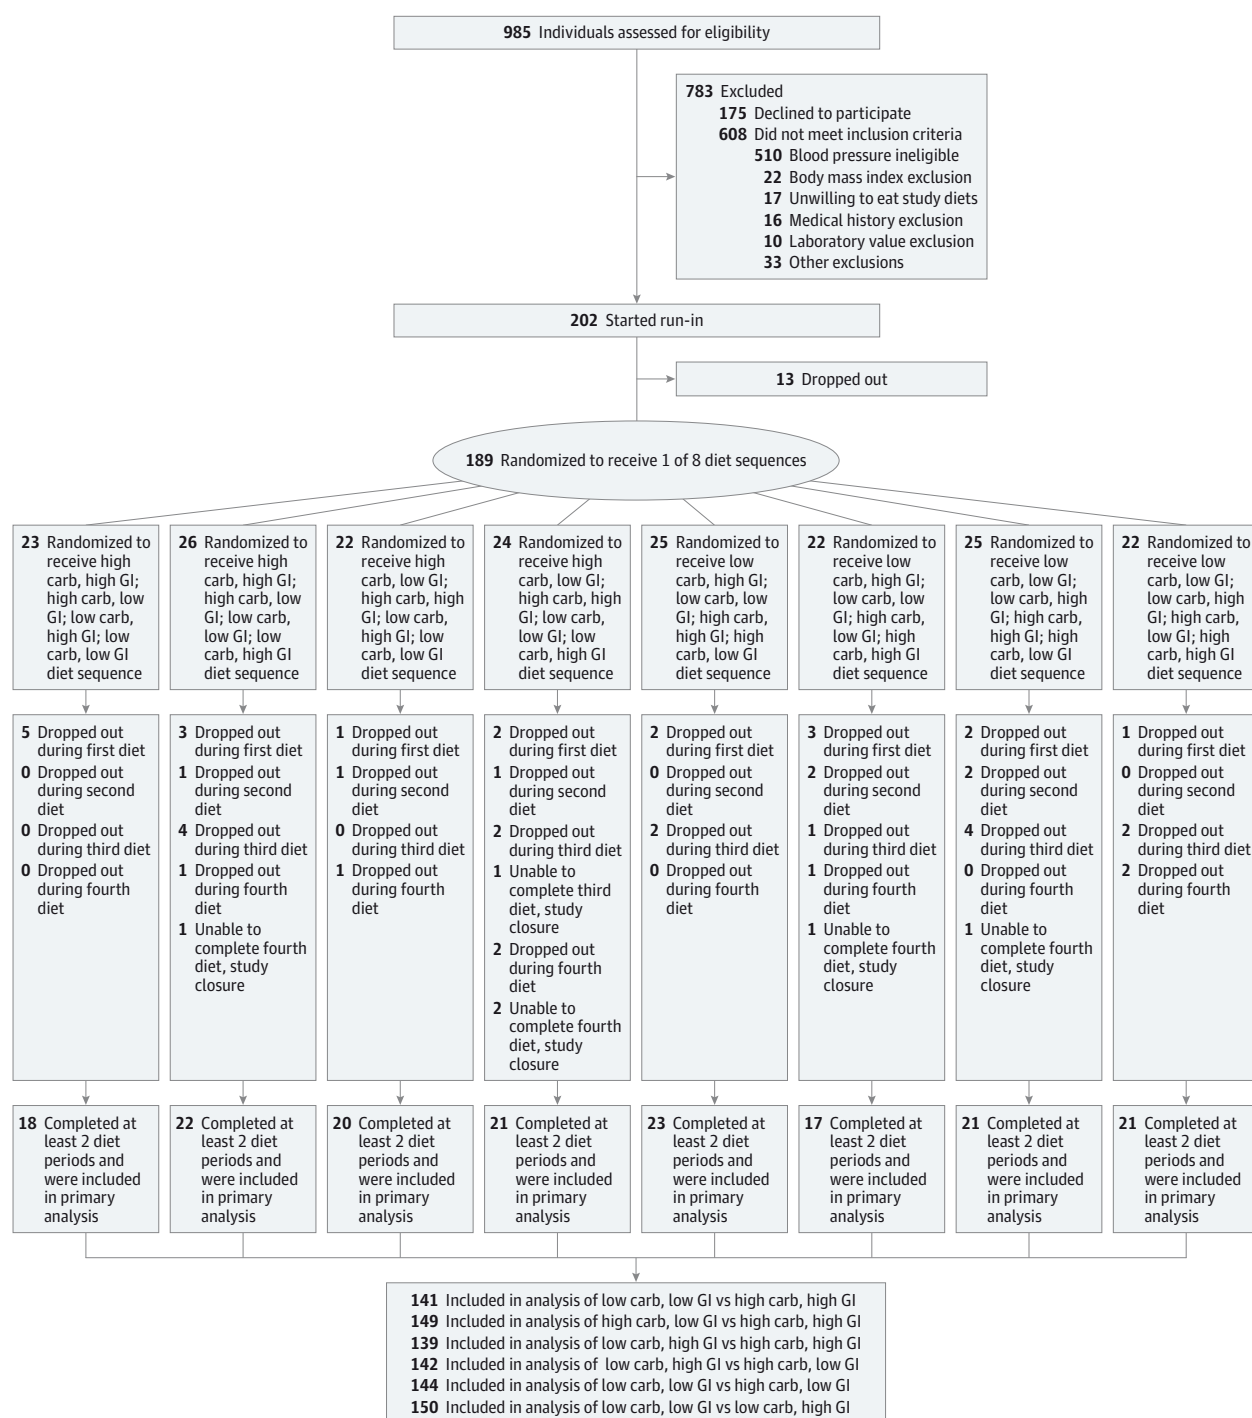 985 Individuals assessed for eligibility
783 Excluded
175 Declined to participate
608 Did not meet inclusion criteria
510 Blood pressure ineligible
22 Body mass index exclusion
17 Unwilling to eat study diets
16 Medical history exclusion
10 Laboratory value exclusion
33 Other exclusions
202 Started run-in
13 Dropped out
189 Randomized to receive 1 of 8 diet sequences
23 Randomized to
receive high
carb, high GI;
high carb, low
GI; low carb,
high GI; low
carb, low GI
diet sequence
26 Randomized to
receive high
carb, high GI;
high carb, low
GI; low carb,
low GI; low
carb, high GI
diet sequence
22 Randomized to
receive high
carb, low GI;
high carb, high
GI; low carb,
high GI; low
carb, low GI
diet sequence
24 Randomized to
receive high
carb, low GI;
high carb, high
GI; low carb,
low GI; low
carb, high GI
diet sequence
25 Randomized to
receive low
carb, high GI;
low carb, low
GI; high carb,
high GI; high
carb, low GI
diet sequence
22 Randomized to
receive low
carb, high GI;
low carb, low
GI; high carb,
low GI; high
carb, high GI
diet sequence
25 Randomized to
receive low
carb, low GI;
low carb, high
GI; high carb,
high GI; high
carb, low GI
diet sequence
22 Randomized to
receive low
carb, low GI;
low carb, high
GI; high carb,
low GI; high
carb, high GI
diet sequence
5 Dropped out
during first diet
0 Dropped out
during second
diet
0 Dropped out
during third diet
0 Dropped out
during fourth
diet
3 Dropped out
during first diet
1 Dropped out
during second
diet
4 Dropped out
during third diet
1 Dropped out
during fourth
diet
1 Unable to
complete fourth
diet, study
closure
1 Dropped out
during first diet
1 Dropped out
during second
diet
0 Dropped out
during third diet
1 Dropped out
during fourth
diet
2 Dropped out
during first diet
1 Dropped out
during second
diet
2 Dropped out
during third diet
1 Unable to
complete third
diet, study
closure
2 Dropped out
during fourth
diet
2 Unable to
complete fourth
diet, study
closure
2 Dropped out
during first diet
0 Dropped out
during second
diet
2 Dropped out
during third diet
0 Dropped out
during fourth
diet
3 Dropped out
during first diet
2 Dropped out
during second
diet
1 Dropped out
during third diet
1 Dropped out
during fourth
diet
1 Unable to
complete fourth
diet, study
closure
2 Dropped out
during first diet
2 Dropped out
during second
diet
4 Dropped out
during third diet
0 Dropped out
during fourth
diet
1 Unable to
complete fourth
diet, study
closure
1 Dropped out
during first diet
0 Dropped out
during second
diet
2 Dropped out
during third diet
2 Dropped out
during fourth
diet
18 Completed at
least 2 diet
periods and
were included
in primary
analysis
22 Completed at
least 2 diet
periods and
were included
in primary
analysis
20 Completed at
least 2 diet
periods and
were included
in primary
analysis
21 Completed at
least 2 diet
periods and
were included
in primary
analysis
23 Completed at
least 2 diet
periods and
were included
in primary
analysis
17 Completed at
least 2 diet
periods and
were included
in primary
analysis
21 Completed at
least 2 diet
periods and
were included
in primary
analysis
21 Completed at
least 2 diet
periods and
were included
in primary
analysis
141 Included in analysis of low carb, low GI vs high carb, high GI
149 Included in analysis of high carb, low GI vs high carb, high GI
139 Included in analysis of low carb, high GI vs high carb, high GI
142 Included in analysis of low carb, high GI vs high carb, low GI
144 Included in analysis of low carb, low GI vs high carb, low GI
150 Included in analysis of low carb, low GI vs low carb, high GI